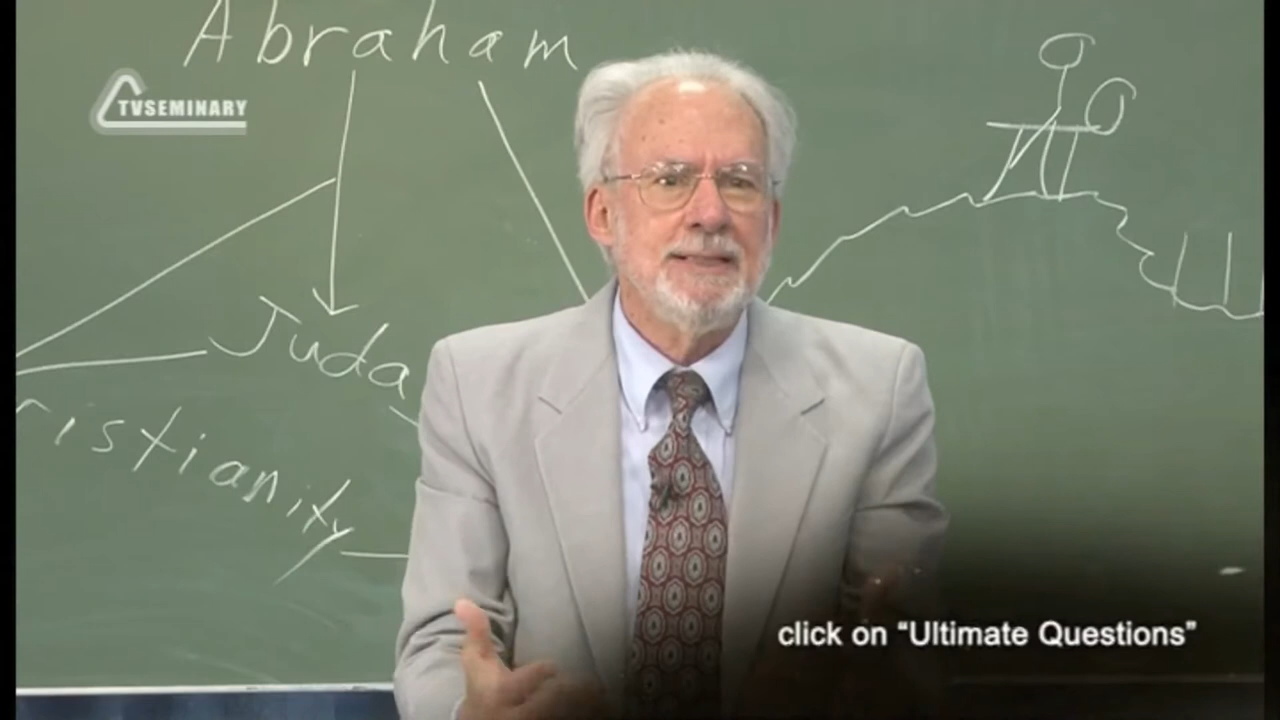 Abraham
TVSEMINARY
Juda
ristianity
click on “Ultimate Questions”